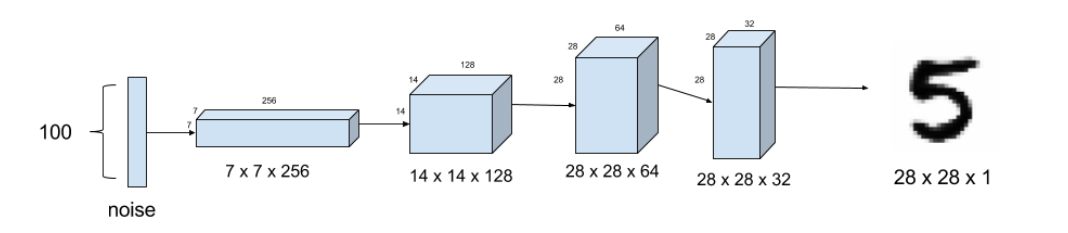 100
noise
7
7
256
7 x 7 x 256
14
14
128
14 x 14 x 128
28
28
64
28 x 28 x 64
28
28
32
28 x 28 x 32
5
28 x 28 x 1